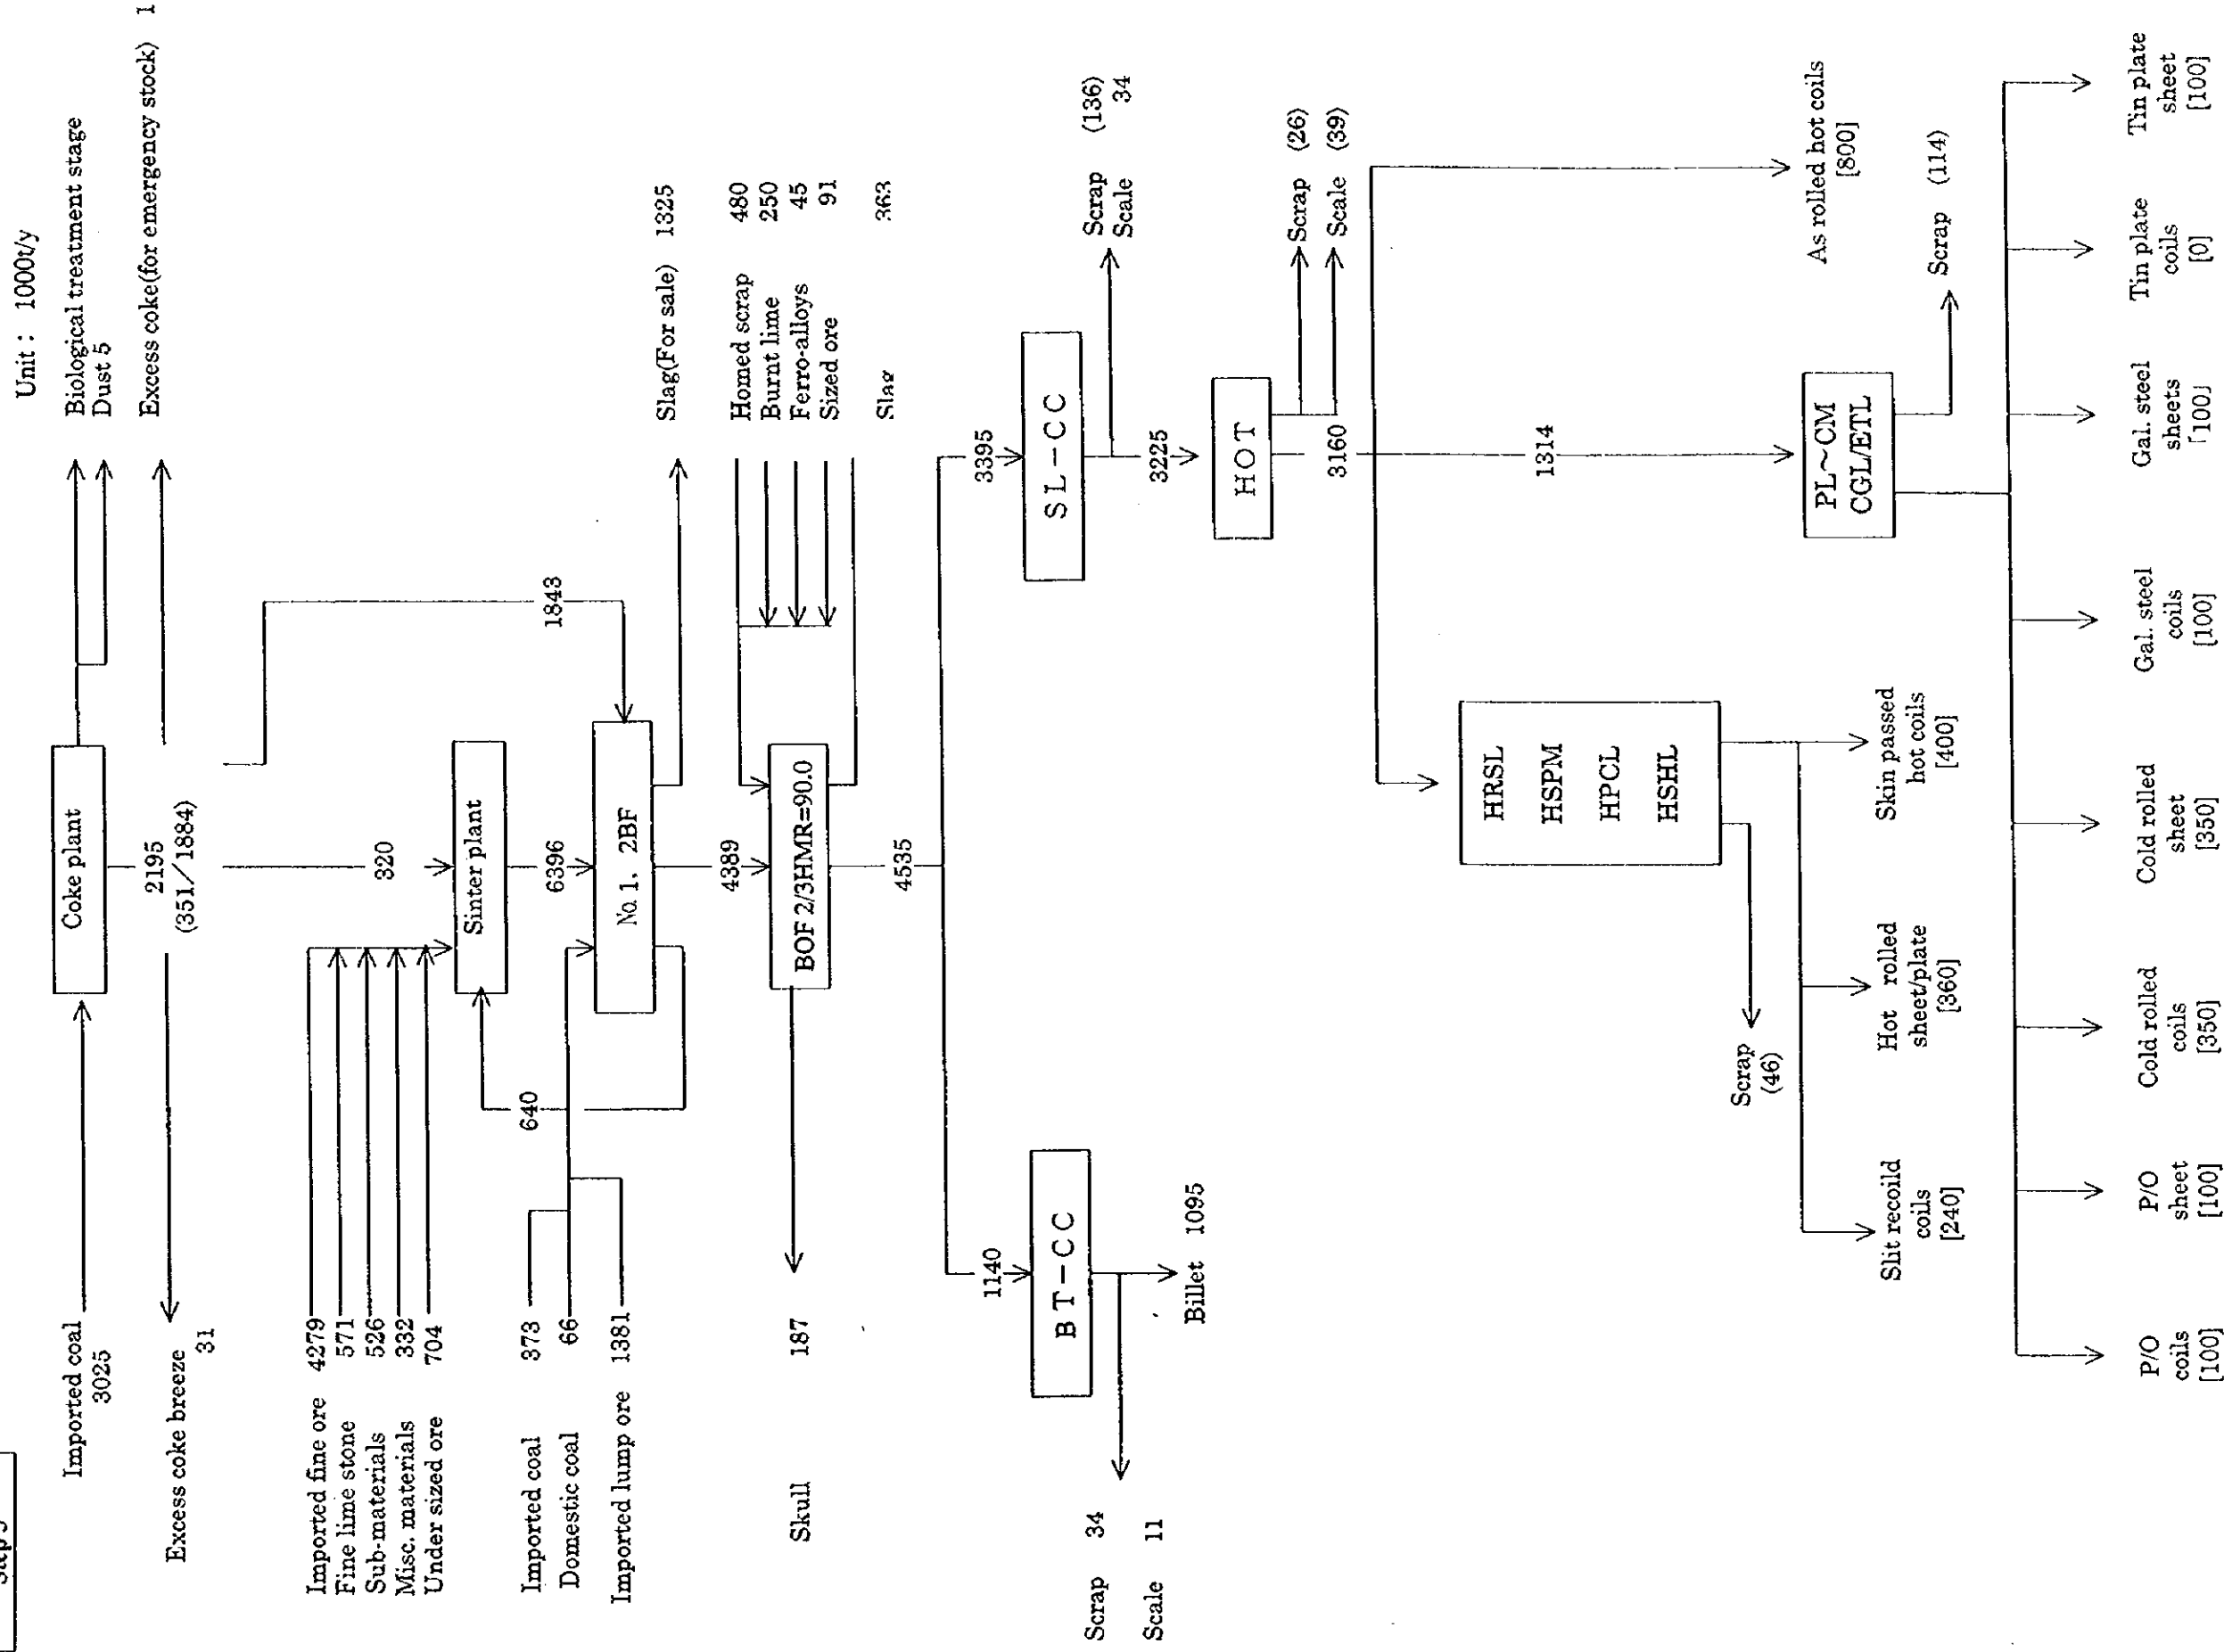 Unit : 1000t/y
Imported coal
3025
Coke plant
Biological treatment stage
Dust 5
Excess coke(for emergency stock) 1
2195
(351/1884)
Excess coke breeze
31
320
1843
Imported fine ore 4279
Fine lime stone 571
Sub-materials 526
Misc. materials 332
Under sized ore 704
Sinter plant
6396
640
Imported coal 373
Domestic coal 66
Imported lump ore 1381
No 1, 2BF
Slag(For sale) 1325
4389
Homed scrap 480
Burnt lime 250
Ferro-alloys 45
Sized ore 91
BOF 2/3HMR=90.0
Skull 187
Slag 363
4535
1140
3395
BT-CC
SL-CC
Scrap 34
Scale 11
Billet 1095
Scrap (136)
Scale 34
3225
HOT
Scrap (26)
Scale (39)
3160
1314
HRSL
HSPM
HPCL
HSHL
Scrap
(46)
Slit recoild
coils
[240]
Hot rolled
sheet/plate
[360]
Skin passed
hot coils
[400]
As rolled hot coils
[800]
PL~CM
CGL/ETL
Scrap (114)
P/O
coils
[100]
P/O
sheet
[100]
Cold rolled
coils
[350]
Cold rolled
sheet
[350]
Gal. steel
coils
[100]
Gal. steel
sheets
[100]
Tin plate
coils
[0]
Tin plate
sheet
[100]